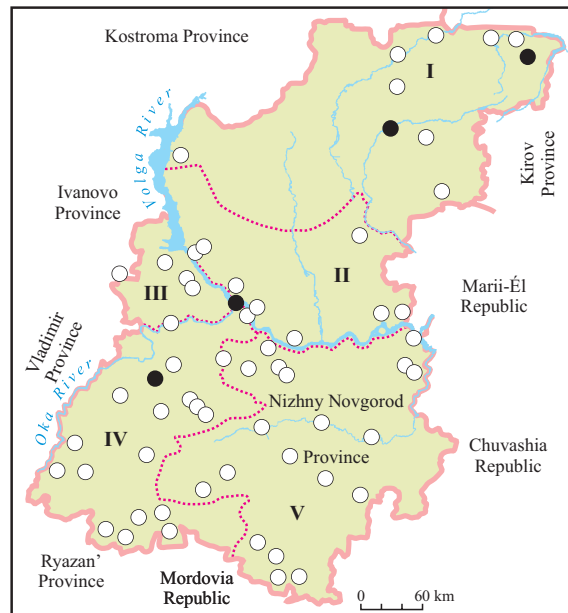 Kostroma Province
I
Volga River
Kirov
Province
Ivanovo
Province
II
III
Marii-Él
Republic
Vladimir
Province
Oka River
Nizhny Novgorod
Province
IV
Chuvashia
Republic
V
Ryazan’
Province
Mordovia
Republic
0 60 km